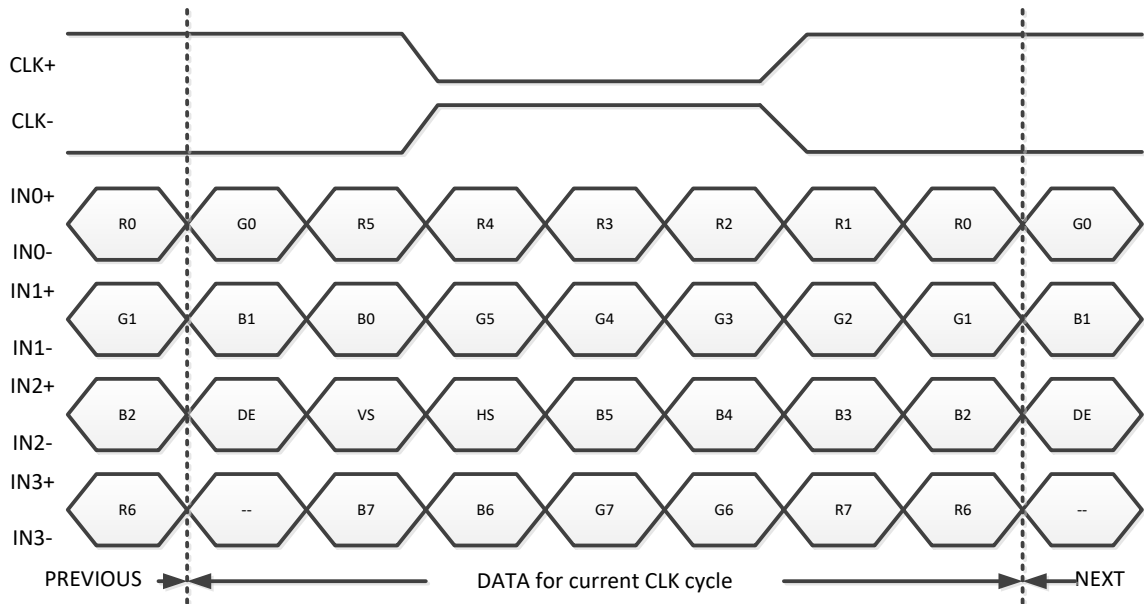 CLK+
CLK-
IN0+
R0 G0 R5 R4 R3 R2 R1 R0 G0
IN0-
IN1+
G1 B1 B0 G5 G4 G3 G2 G1 B1
IN1-
IN2+
B2 DE VS HS B5 B4 B3 B2 DE
IN2-
IN3+
R6 -- B7 B6 G7 G6 R7 R6 --
IN3-
PREVIOUS DATA for current CLK cycle NEXT